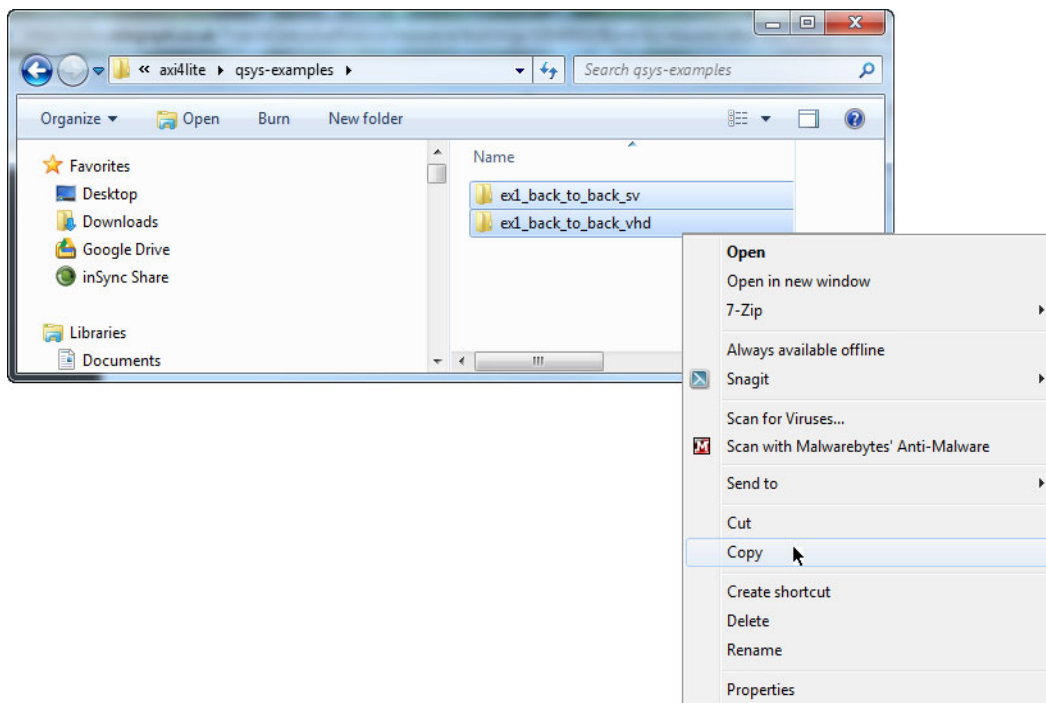 « axi4lite ▸ qsys-examples ▸
Search qsys-examples
Organize ▾ Open Burn New folder
Favorites
Desktop
Downloads
Google Drive
inSync Share
Libraries
Documents
Name
ex1_back_to_back_sv
ex1_back_to_back_vhd
Open
Open in new window
7-Zip
Always available offline
Snagit
Scan for Viruses...
Scan with Malwarebytes' Anti-Malware
Send to
Cut
Copy
Create shortcut
Delete
Rename
Properties